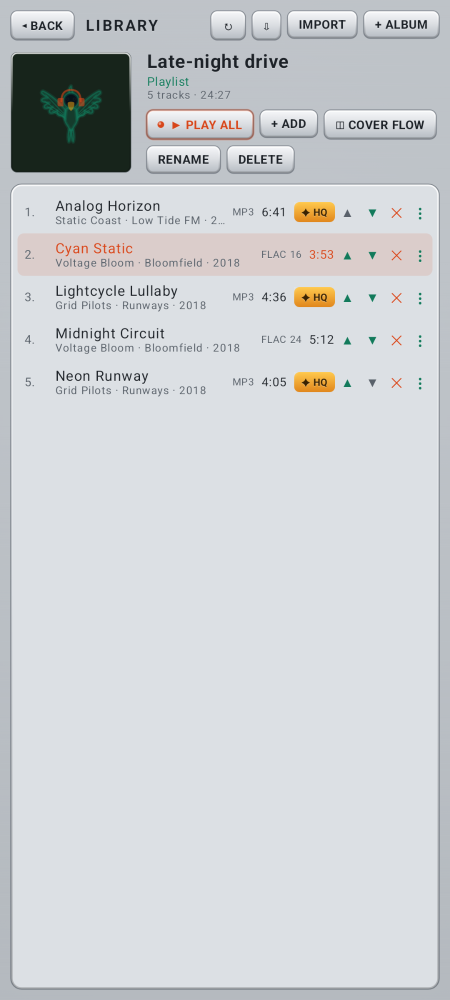 ◂ BACK LIBRARY ↻ ⇩ IMPORT + ALBUM
Late-night drive
Playlist
5 tracks · 24:27
▶ PLAY ALL + ADD ◫ COVER FLOW
RENAME DELETE
1. Analog Horizon MP3 6:41 ✦ HQ ▲ ▼ ✕ ⋮
Static Coast · Low Tide FM · 2…
2. Cyan Static FLAC 16 3:53 ▲ ▼ ✕ ⋮
Voltage Bloom · Bloomfield · 2018
3. Lightcycle Lullaby MP3 4:36 ✦ HQ ▲ ▼ ✕ ⋮
Grid Pilots · Runways · 2018
4. Midnight Circuit FLAC 24 5:12 ▲ ▼ ✕ ⋮
Voltage Bloom · Bloomfield · 2018
5. Neon Runway MP3 4:05 ✦ HQ ▲ ▼ ✕ ⋮
Grid Pilots · Runways · 2018